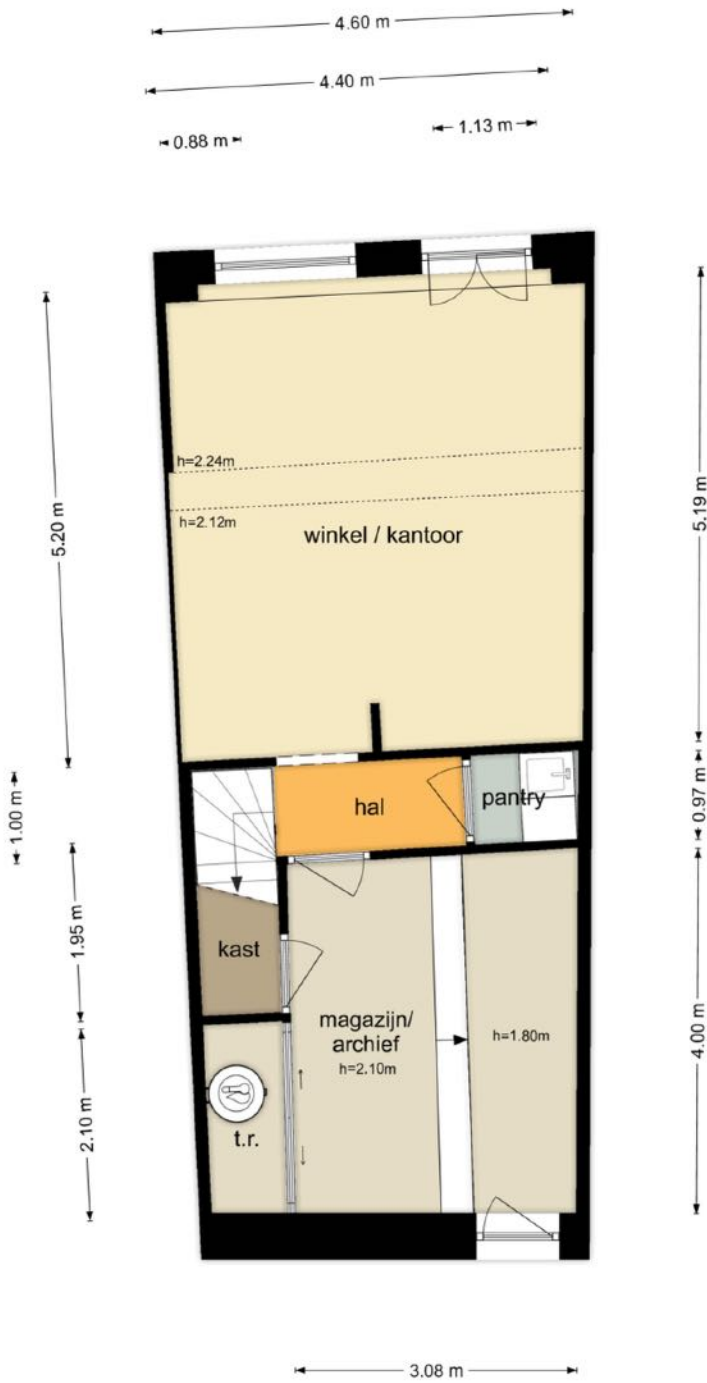 4.60 m
4.40 m
0.88 m
1.13 m
h=2.24m
h=2.12m
winkel / kantoor
5.20 m
5.19 m
hal
pantry
1.00 m
0.97 m
kast
1.95 m
magazijn/
archief
h=2.10m
h=1.80m
4.00 m
2.10 m
t.r.
3.08 m